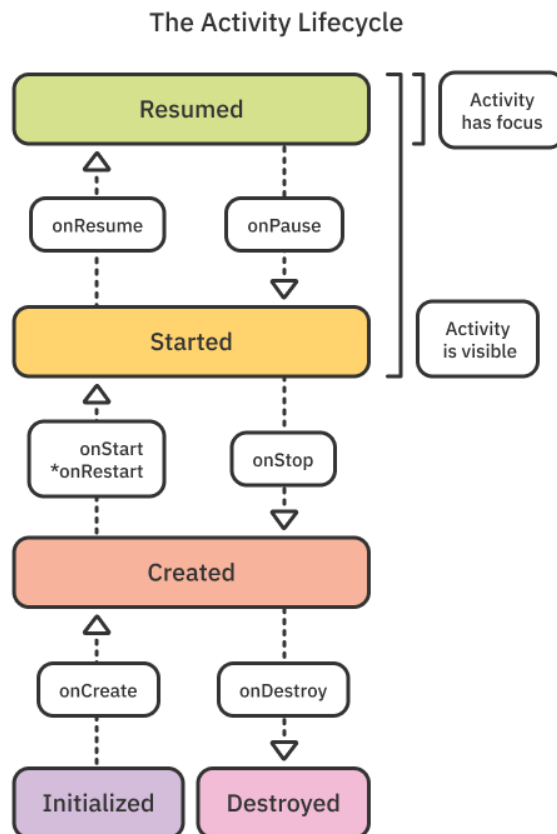 The Activity Lifecycle
Resumed
Activity
has focus
onResume
onPause
Started
Activity
is visible
onStart
*onRestart
onStop
Created
onCreate
onDestroy
Initialized
Destroyed